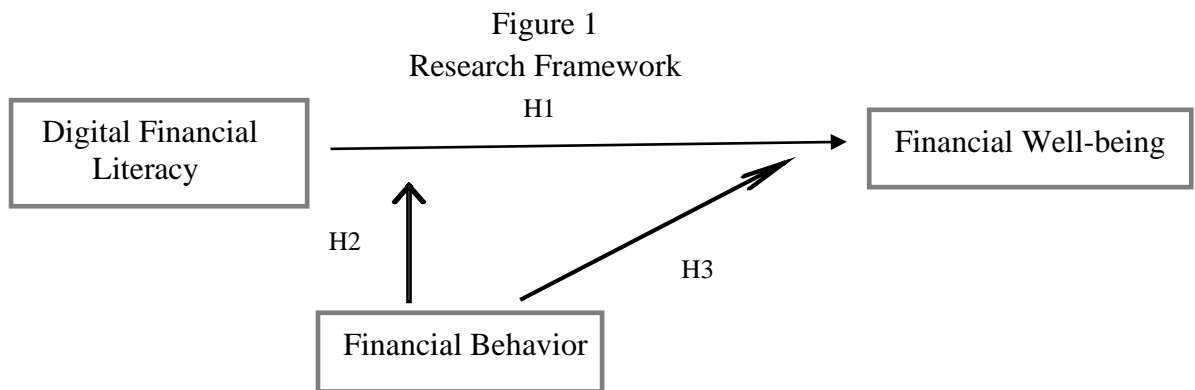 Figure 1
Research Framework
H1
Digital Financial
Literacy
Financial Well-being
H2
H3
Financial Behavior